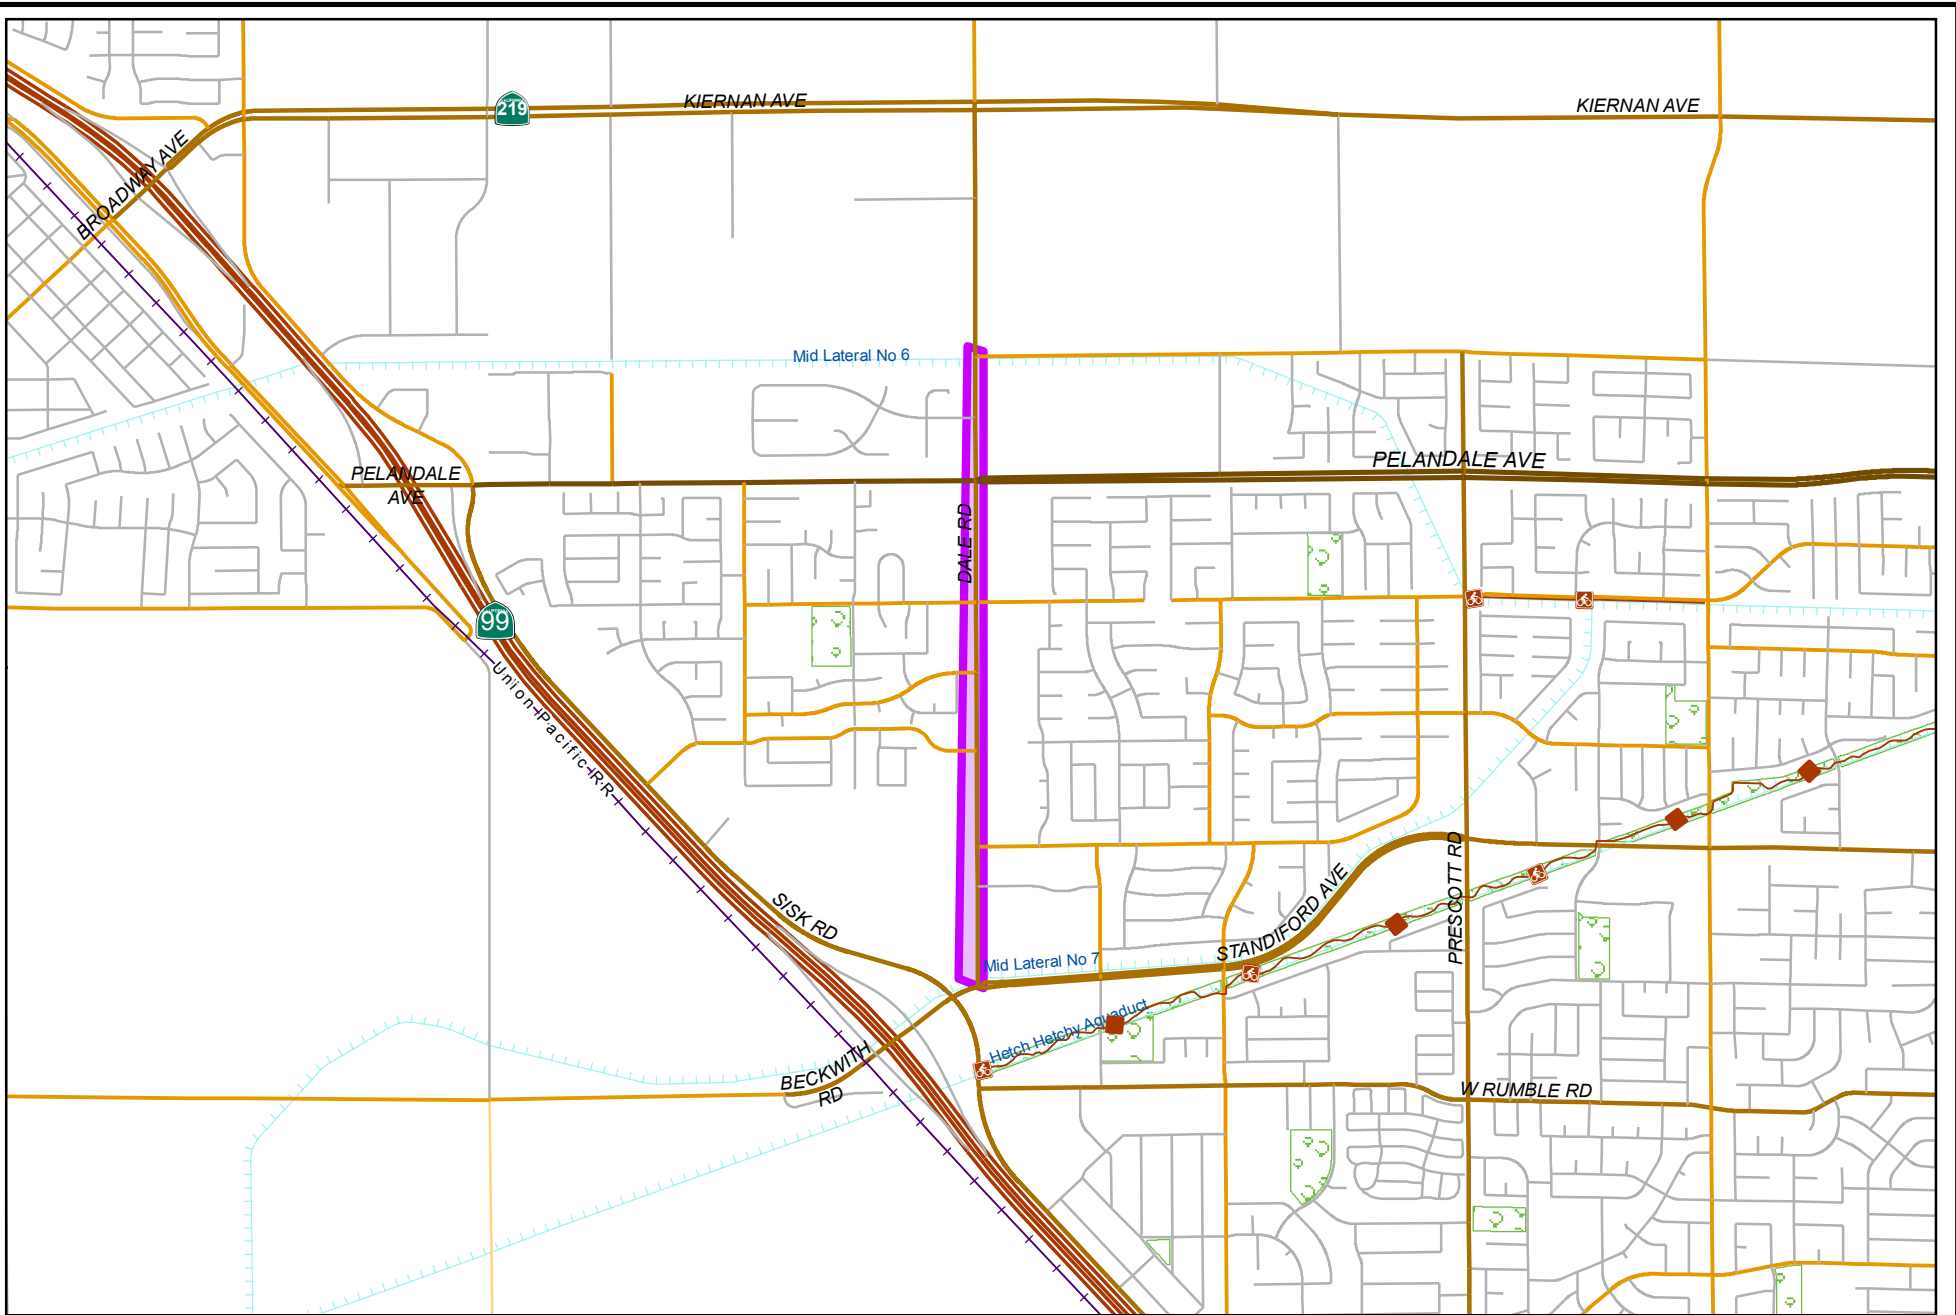 KIERNAN AVE
KIERNAN AVE
219
BROADWAY AVE
Mid Lateral No 6
PELANDALE AVE
PELANDALE
AVE
DALE RD
99
Union Pacific RR
PRESCOTT RD
SISK RD
STANDIFORD AVE
Mid Lateral No 7
Hetch Hetchy Aquaduct
BECKWITH
RD
W RUMBLE RD